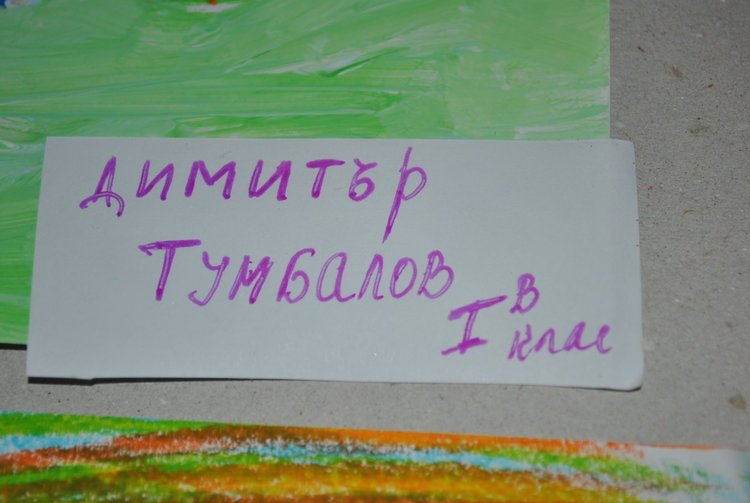 Димитър
Тумбалов
I в клас